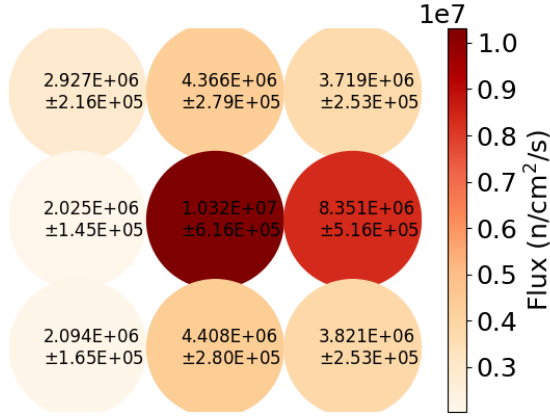 1e7
2.927E+06
±2.16E+05
4.366E+06
±2.79E+05
3.719E+06
±2.53E+05
2.025E+06
±1.45E+05
1.032E+07
±6.16E+05
8.351E+06
±5.16E+05
2.094E+06
±1.65E+05
4.408E+06
±2.80E+05
3.821E+06
±2.53E+05
1.0
0.9
0.8
0.7
0.6
0.5
0.4
0.3
Flux (n/cm²/s)